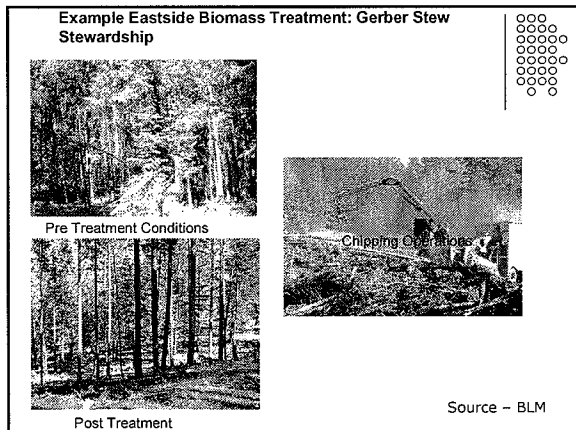 Example Eastside Biomass Treatment: Gerber Stew
Stewardship
Pre Treatment Conditions
Chipping Operations
Post Treatment
Source – BLM